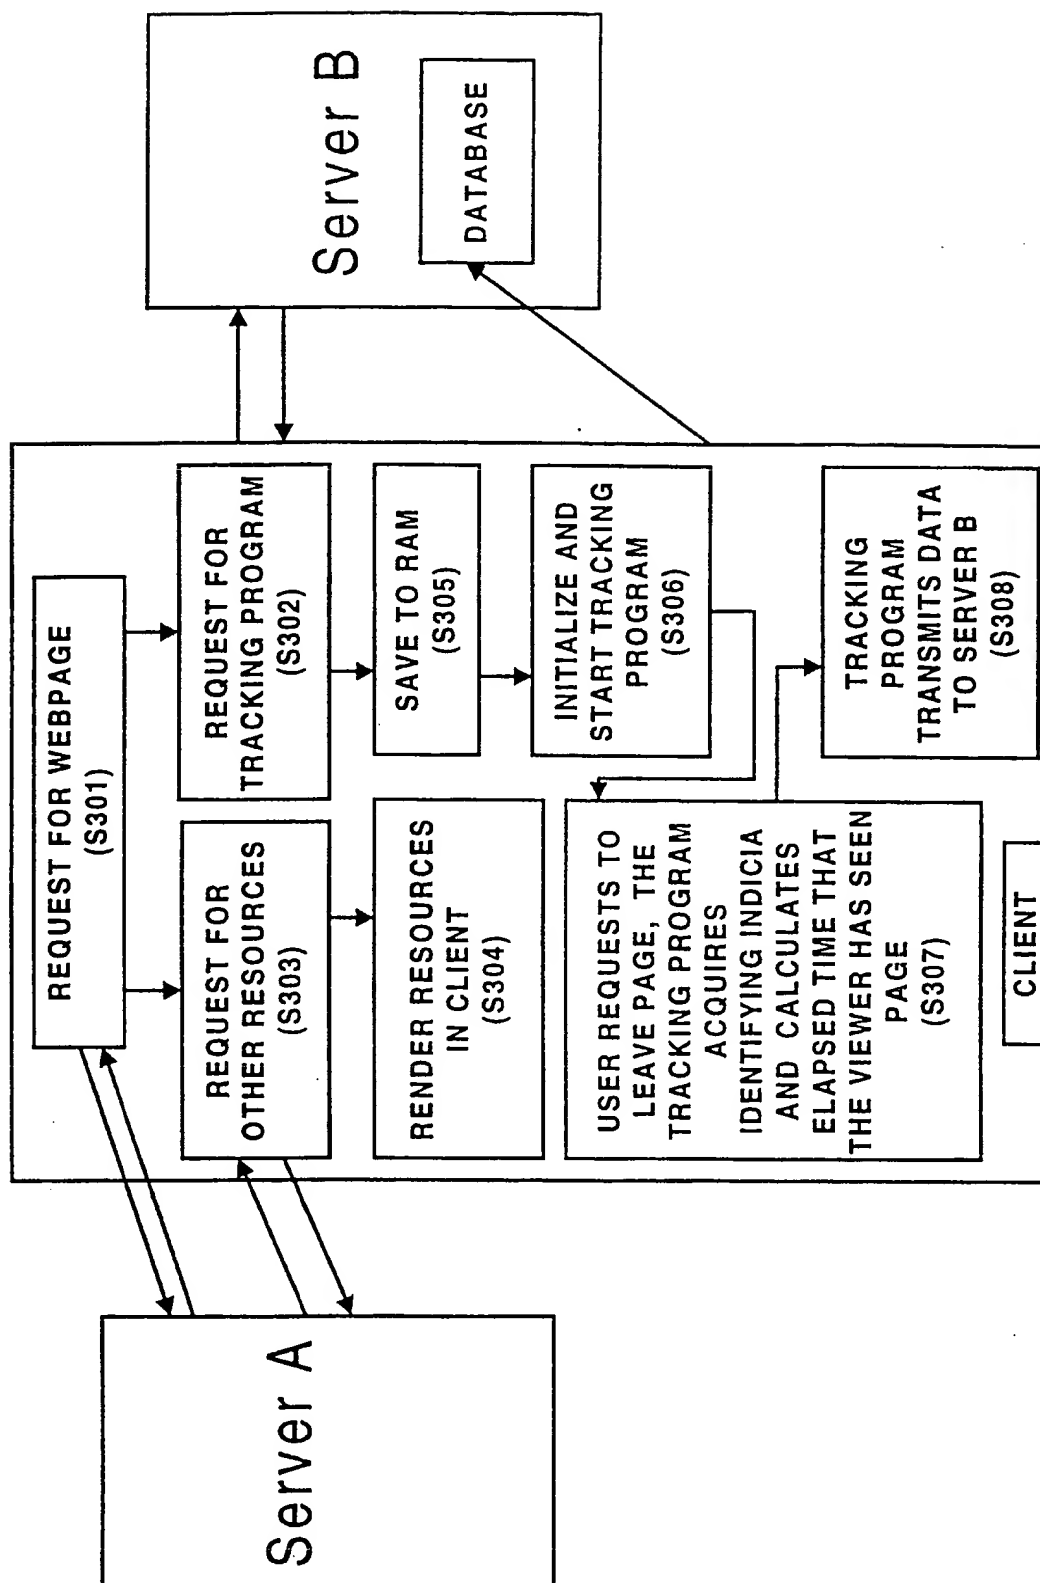 Server A
REQUEST FOR WEBPAGE
(S301)
REQUEST FOR
OTHER RESOURCES
(S303)
REQUEST FOR
TRACKING PROGRAM
(S302)
RENDER RESOURCES
IN CLIENT
(S304)
SAVE TO RAM
(S305)
INITIALIZE AND
START TRACKING
PROGRAM
(S306)
USER REQUESTS TO
LEAVE PAGE, THE
TRACKING PROGRAM
ACQUIRES
IDENTIFYING INDICIA
AND CALCULATES
ELAPSED TIME THAT
THE VIEWER HAS SEEN
PAGE
(S307)
TRACKING
PROGRAM
TRANSMITS DATA
TO SERVER B
(S308)
CLIENT
Server B
DATABASE